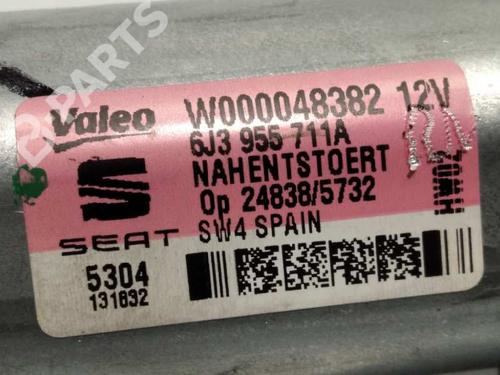 Valeo W000048382 12V
6J3 955 711A
NAHENTSTOERT
Op 24838/5732
SEAT SW4 SPAIN
5304
131832
PARTS